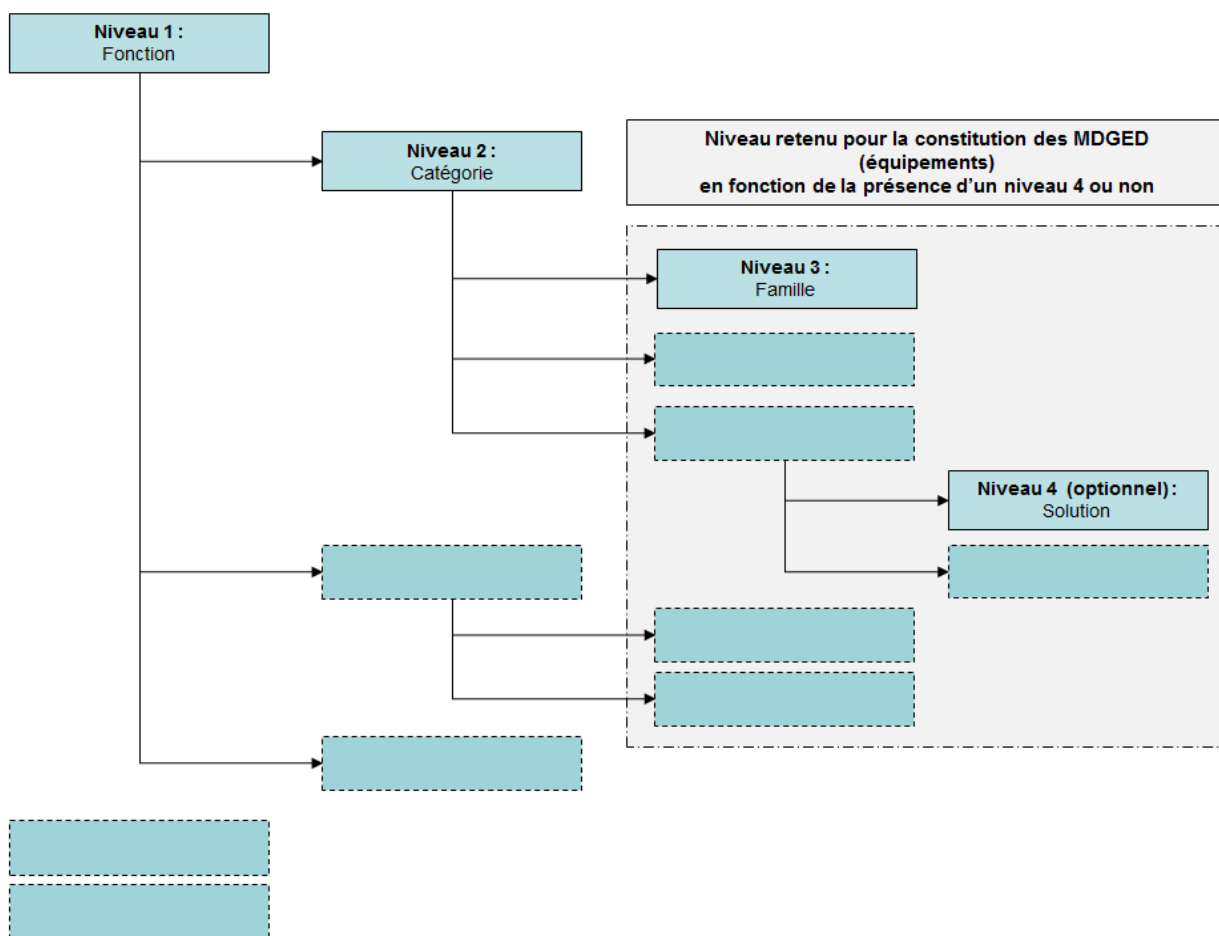 Niveau 1 :
Fonction
Niveau 2 :
Catégorie
Niveau retenu pour la constitution des MDGED
(équipements)
en fonction de la présence d’un niveau 4 ou non
Niveau 3 :
Famille
Niveau 4 (optionnel) :
Solution